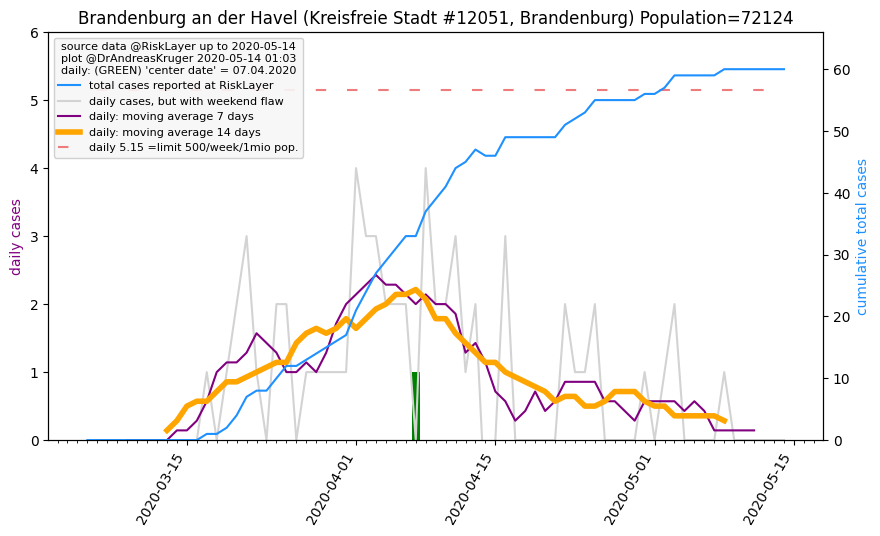 Brandenburg an der Havel (Kreisfreie Stadt #12051, Brandenburg) Population=72124
source data @RiskLayer up to 2020-05-14
plot @DrAndreasKruger 2020-05-14 01:03
daily: (GREEN) 'center date' = 07.04.2020
total cases reported at RiskLayer
daily cases, but with weekend flaw
daily: moving average 7 days
daily: moving average 14 days
daily 5.15 =limit 500/week/1mio pop.
daily cases
6
5
4
3
2
1
0
cumulative total cases
60
50
40
30
20
10
0
2020-03-15
2020-04-01
2020-04-15
2020-05-01
2020-05-15